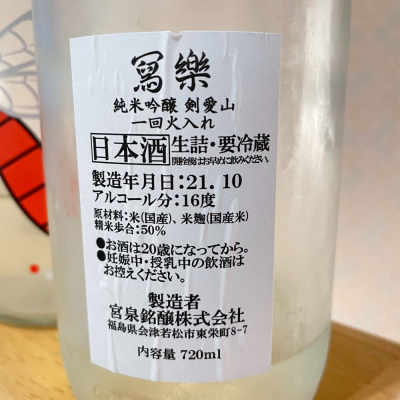 冩樂
純米吟醸 剣愛山
一回火入れ
日本酒 生詰・要冷蔵
開栓後はお早めに飲みください。
製造年月日:21.10
アルコール分:16度
原材料:米(国産)、米麹(国産米)
精米歩合:50%
●お酒は20歳になってから。
●妊娠中・授乳中の飲酒は
お控えください。
製造者
宮泉銘醸株式会社
福島県会津若松市東栄町8-7
内容量 720ml